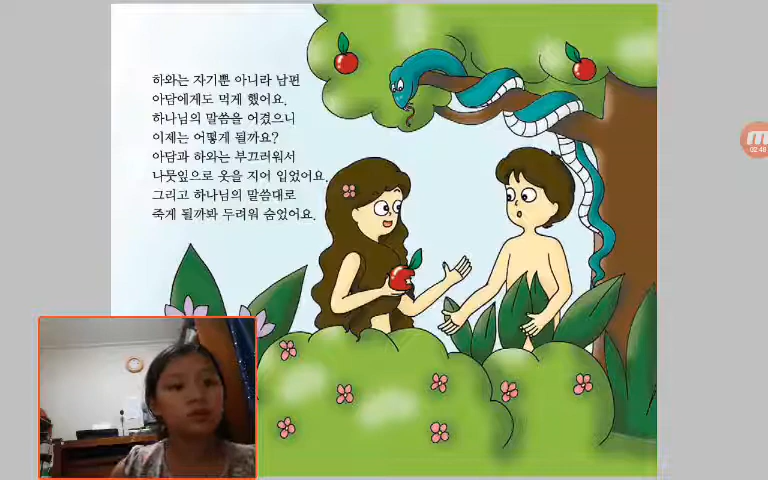 하와는 자기뿐 아니라 남편
아담에게도 먹게 했어요.
하나님의 말씀을 어겼으니
이제는 어떻게 될까요?
아담과 하와는 부끄러워서
나뭇잎으로 옷을 지어 입었어요.
그리고 하나님의 말씀대로
죽게 될까봐 두려워 숨었어요.
02:46